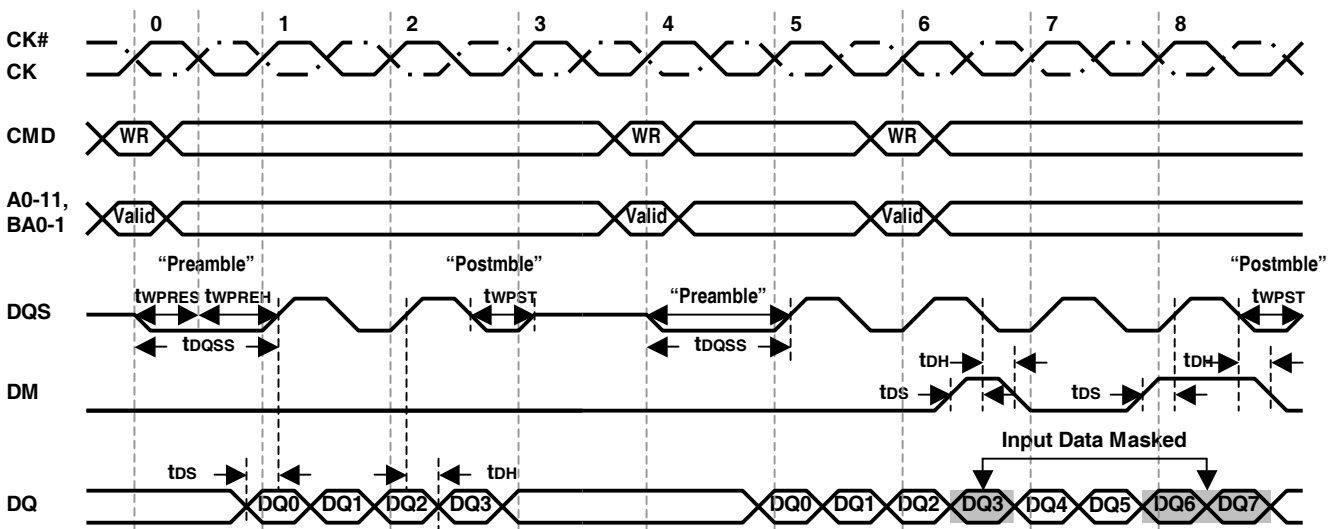 0 1 2 3 4 5 6 7 8
CK#
CK
CMD WR WR WR
A0-11,
BA0-1 Valid Valid Valid
“Preamble” “Postmble” “Postmble”
DQS tWPRES tWPREH tWPST “Preamble” tWPST
tDQSS tDQSS
tDH tDH
DM tDS tDS
Input Data Masked
tDS tDH
DQ DQ0 DQ1 DQ2 DQ3 DQ0 DQ1 DQ2 DQ3 DQ4 DQ5 DQ6 DQ7